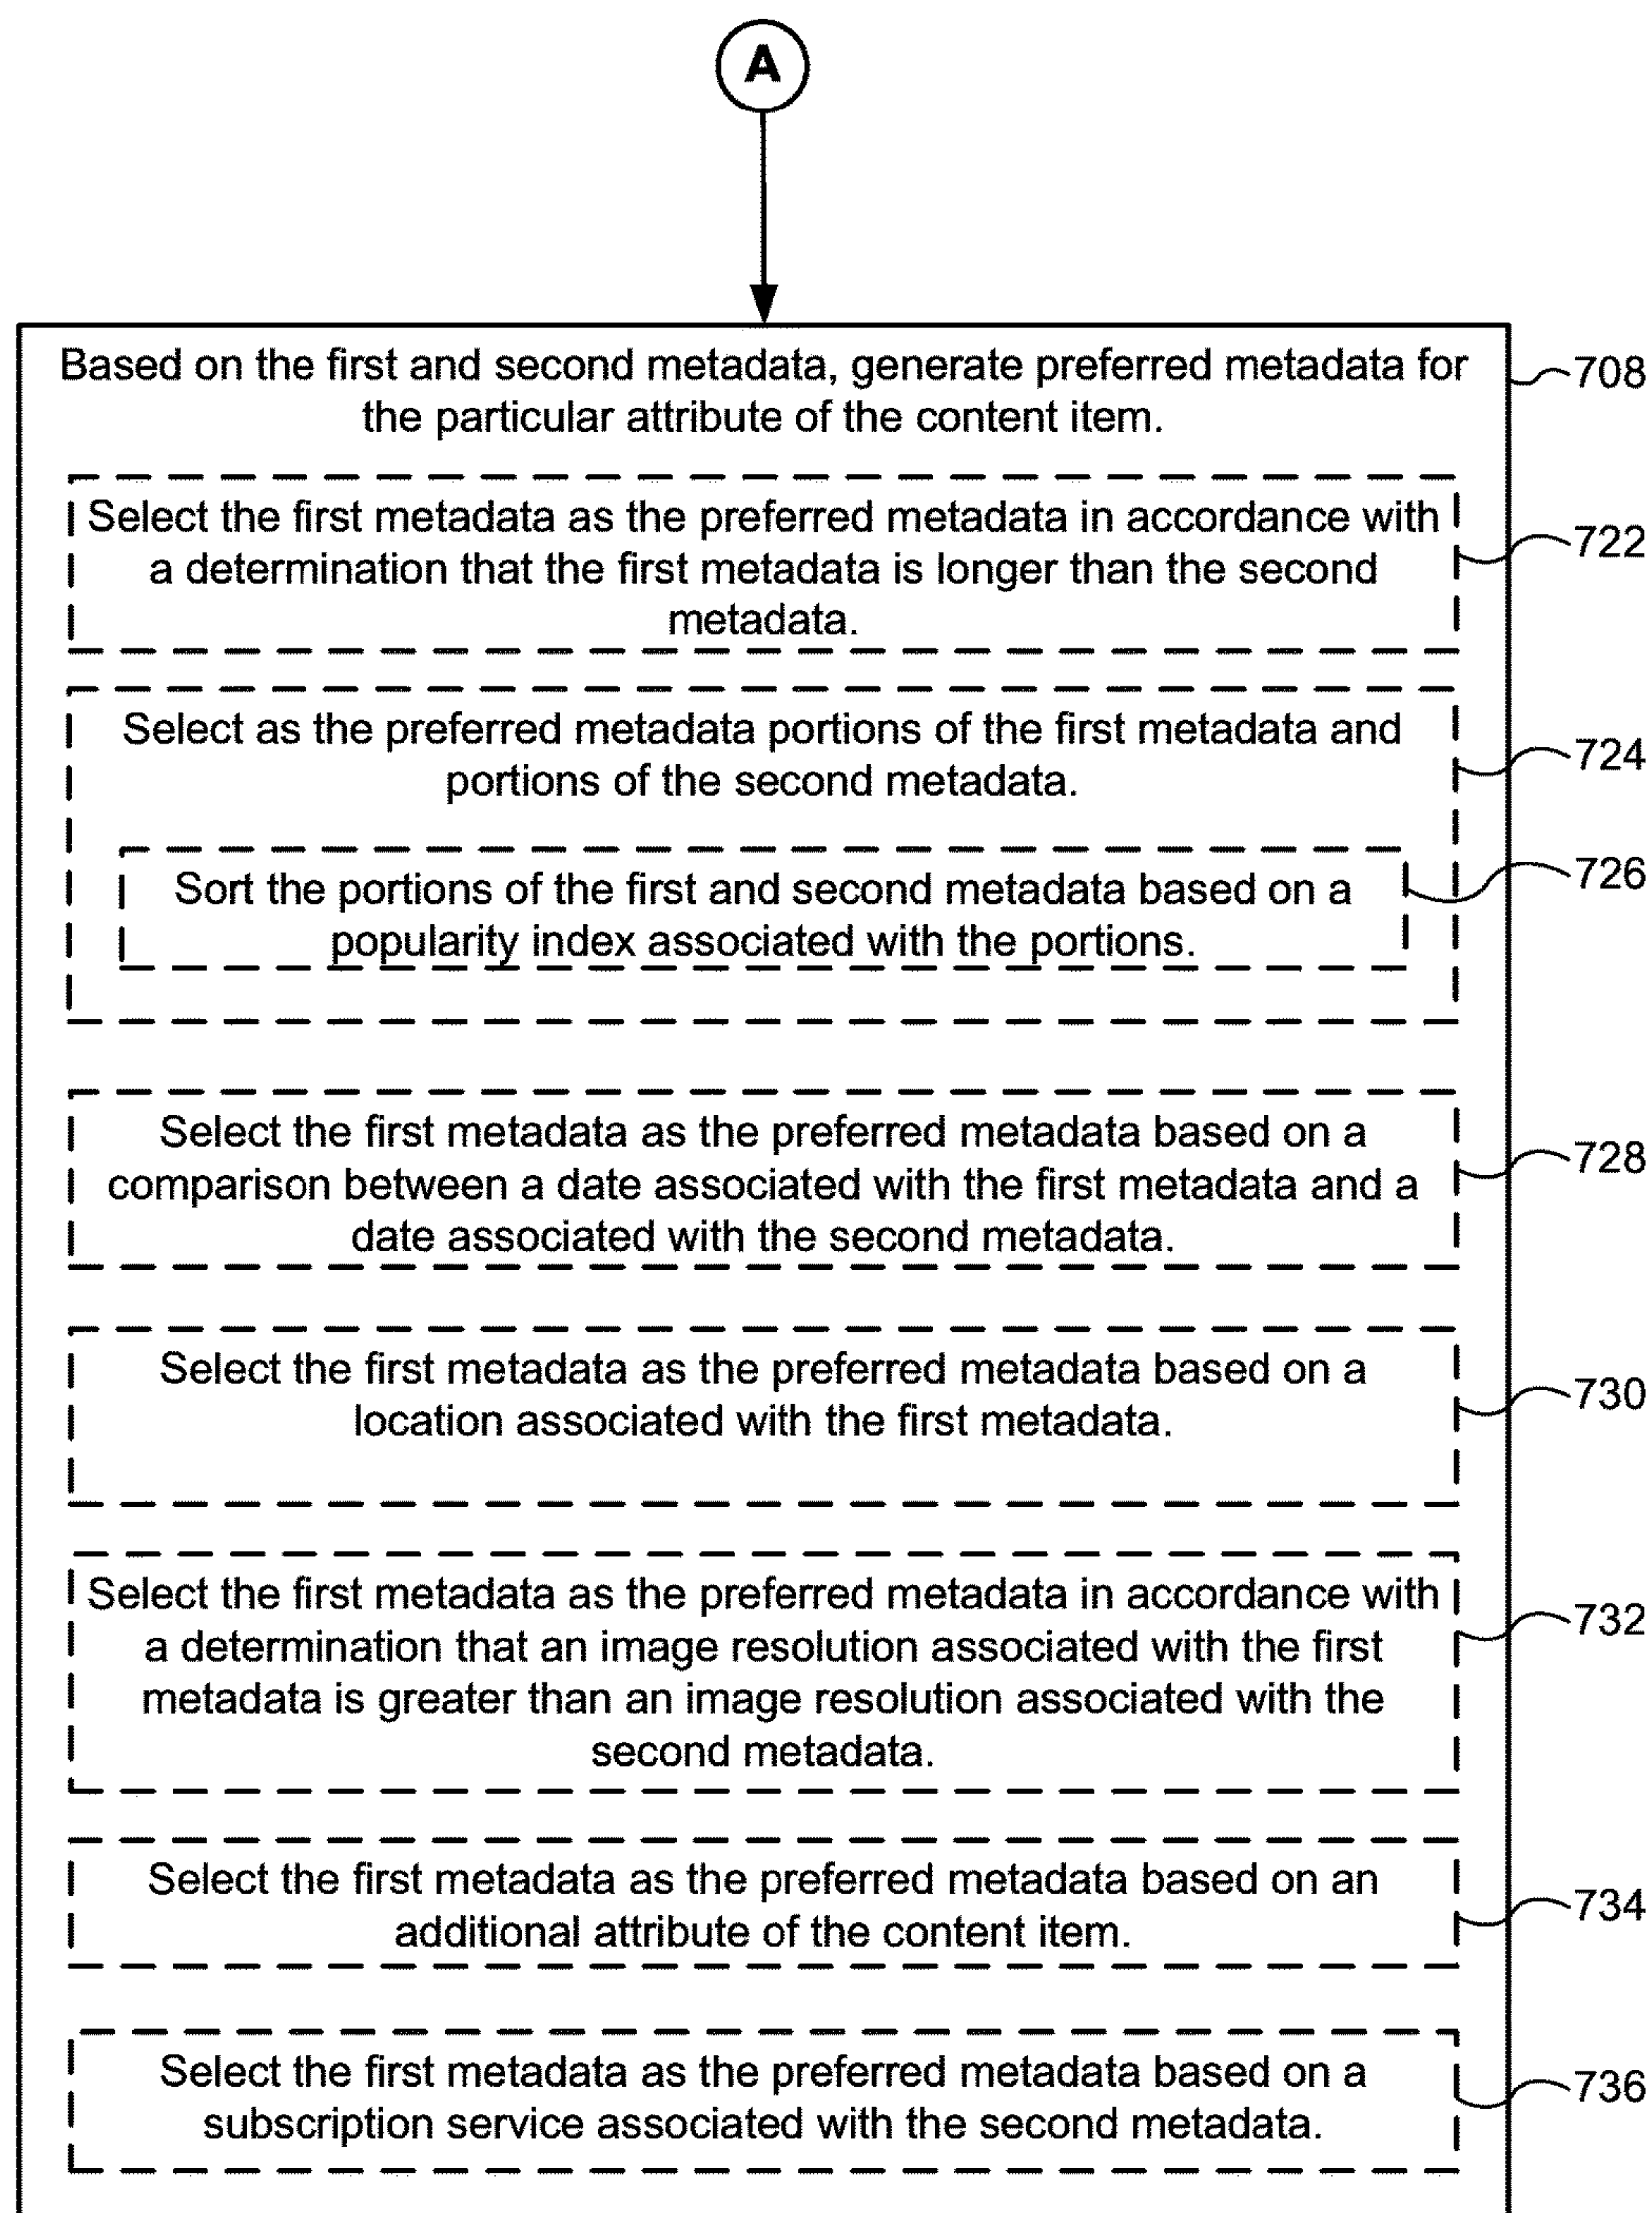 A
Based on the first and second metadata, generate preferred metadata for
the particular attribute of the content item.
708
Select the first metadata as the preferred metadata in accordance with
a determination that the first metadata is longer than the second
metadata.
722
Select as the preferred metadata portions of the first metadata and
portions of the second metadata.
724
Sort the portions of the first and second metadata based on a
popularity index associated with the portions.
726
Select the first metadata as the preferred metadata based on a
comparison between a date associated with the first metadata and a
date associated with the second metadata.
728
Select the first metadata as the preferred metadata based on a
location associated with the first metadata.
730
Select the first metadata as the preferred metadata in accordance with
a determination that an image resolution associated with the first
metadata is greater than an image resolution associated with the
second metadata.
732
Select the first metadata as the preferred metadata based on an
additional attribute of the content item.
734
Select the first metadata as the preferred metadata based on a
subscription service associated with the second metadata.
736